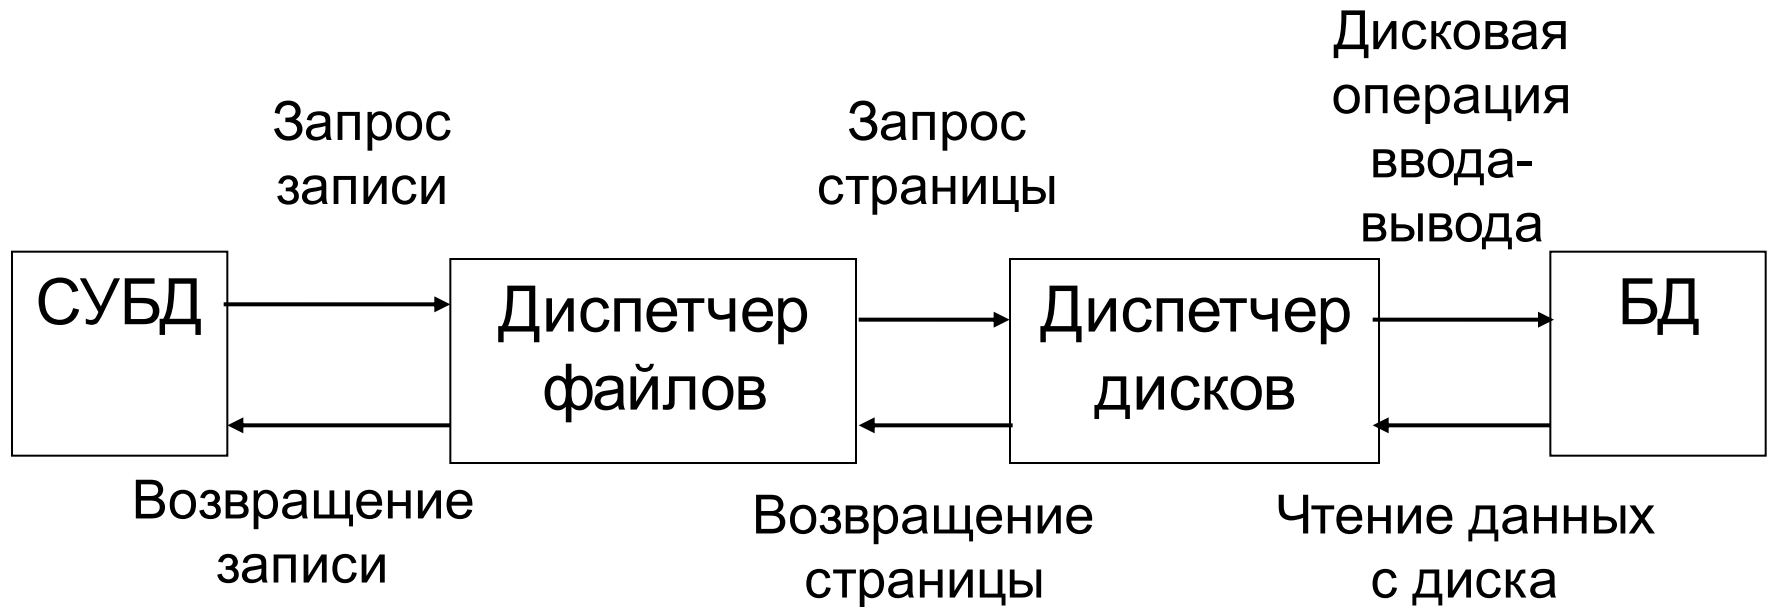 Запрос
записи
Запрос
страницы
Дисковая
операция
ввода-
вывода
СУБД
Диспетчер
файлов
Диспетчер
дисков
БД
Возвращение
записи
Возвращение
страницы
Чтение данных
с диска